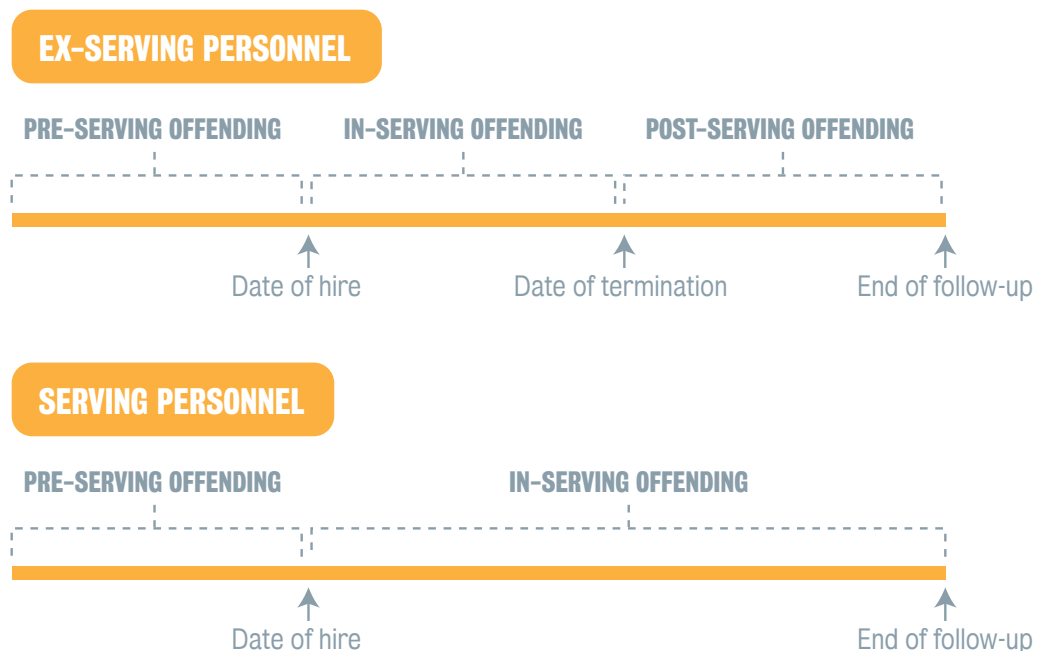 EX-SERVING PERSONNEL
PRE-SERVING OFFENDING IN-SERVING OFFENDING POST-SERVING OFFENDING
Date of hire Date of termination End of follow-up
SERVING PERSONNEL
PRE-SERVING OFFENDING IN-SERVING OFFENDING
Date of hire End of follow-up